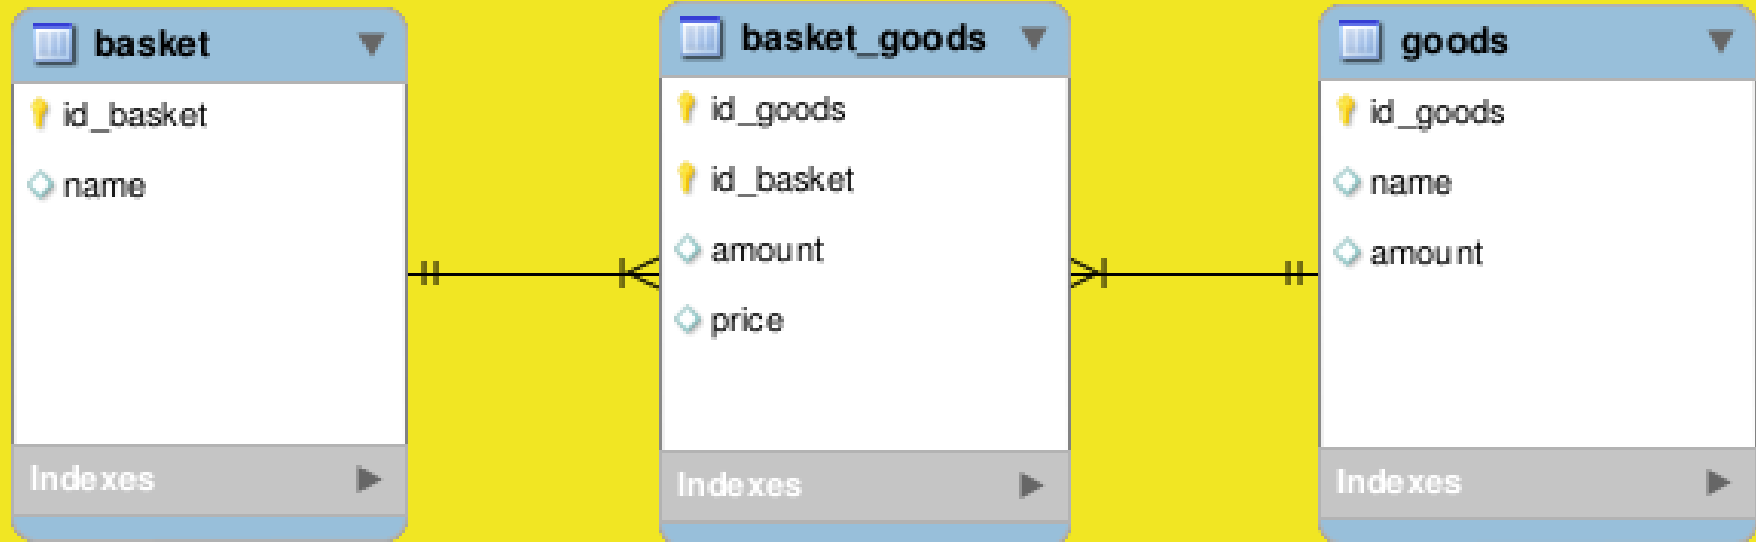 basket
id_basket
name
Indexes
basket_goods
id_goods
id_basket
amount
price
Indexes
goods
id_goods
name
amount
Indexes